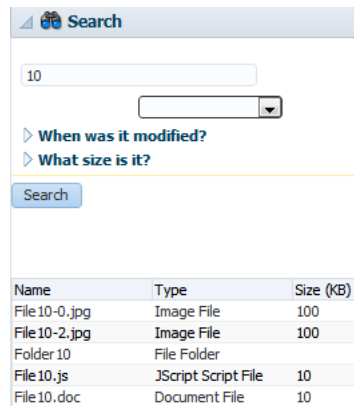 Search
10
When was it modified?
What size is it?
Search
Name Type Size (KB)
File10-0.jpg Image File 100
File10-2.jpg Image File 100
Folder10 File Folder
File10.js JScript Script File 10
File10.doc Document File 10